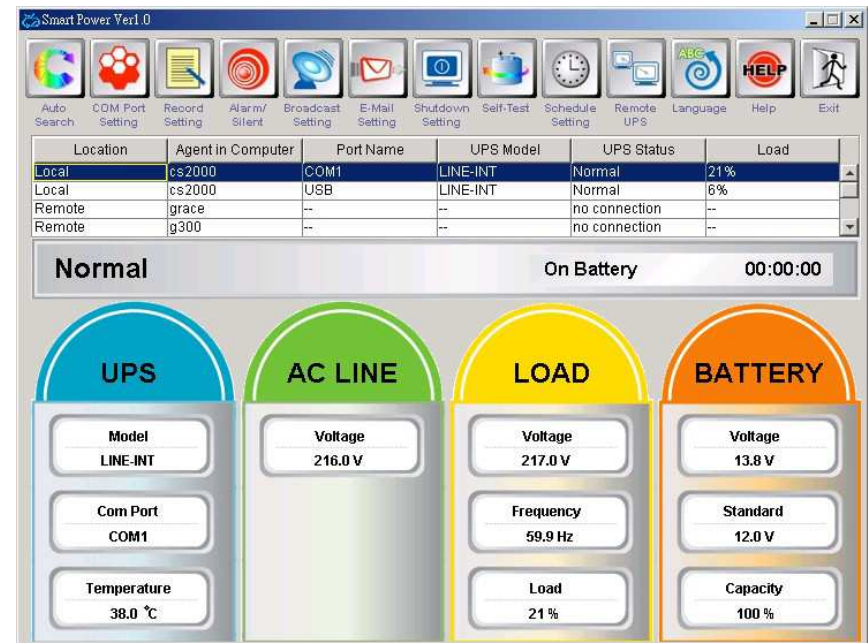 Smart Power Ver1.0
ABC
HELP
Auto Search
COM Port Setting
Record Setting
Alarm/ Silent
Broadcast Setting
E-Mail Setting
Shutdown Setting
Self-Test
Schedule Setting
Remote UPS
Language
Help
Exit
Location Agent in Computer Port Name UPS Model UPS Status Load
Local cs2000 COM1 LINE-INT Normal 21%
Local cs2000 USB LINE-INT Normal 6%
Remote grace -- -- no connection --
Remote g300 -- -- no connection --
Normal On Battery 00:00:00
UPS
Model
LINE-INT
Com Port
COM1
Temperature
38.0 °C
AC LINE
Voltage
216.0 V
LOAD
Voltage
217.0 V
Frequency
59.9 Hz
Load
21 %
BATTERY
Voltage
13.8 V
Standard
12.0 V
Capacity
100 %